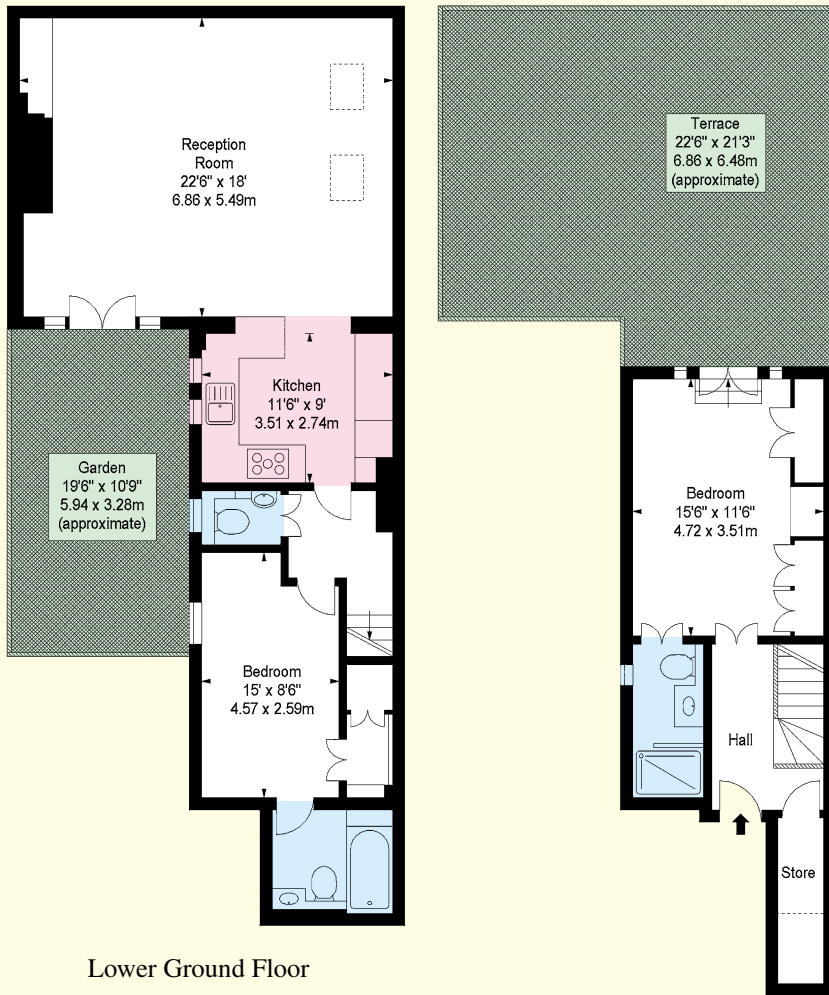 Reception
Room
22'6" x 18'
6.86 x 5.49m
Kitchen
11'6" x 9'
3.51 x 2.74m
Garden
19'6" x 10'9"
5.94 x 3.28m
(approximate)
Bedroom
15' x 8'6"
4.57 x 2.59m
Lower Ground Floor
Terrace
22'6" x 21'3"
6.86 x 6.48m
(approximate)
Bedroom
15'6" x 11'6"
4.72 x 3.51m
Hall
Store